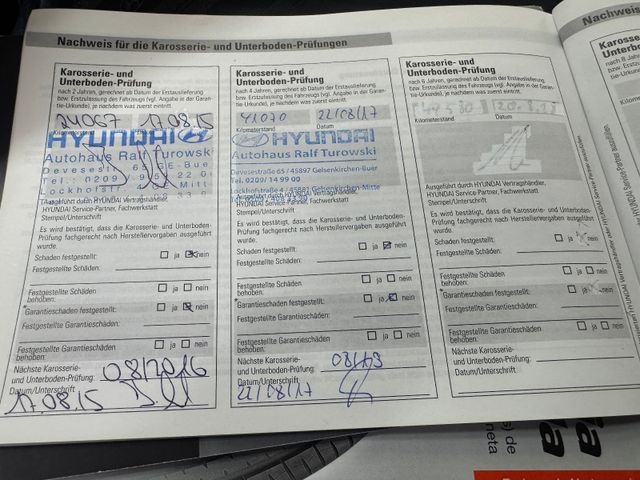 Nachweis für die Karosserie- und Unterboden-Prüfungen
Karosserie- und
Unterboden-Prüfung
nach 2 Jahren, gerechnet ab Datum der Erstauslieferung
bzw. Erstzulassung des Fahrzeugs (vgl. Angabe in der Garan-
tie-Urkunde), je nachdem was zuerst eintritt.
24067 17.08.15
Kilometerstand
HYUNDAI
Autohaus Ralf Turowski
Stempel/Unterschrift
HYUNDAI Service Partner, Fachwerkstatt
Es wird bestätigt, dass die Karosserie- und Unterboden-
Prüfung fachgerecht nach Herstellervorgaben ausgeführt
wurde.
Schaden festgestellt: ja nein
Festgestellte Schäden:
Festgestellte Schäden ja nein
behoben:
*Garantieschaden festgestellt: ja nein
Festgestellte Garantieschäden:
Festgestellte Garantieschäden ja nein
behoben:
Nächste Karosserie-
und Unterboden-Prüfung: 08/2016
Datum/Unterschrift
17.08.15
Karosserie- und
Unterboden-Prüfung
nach 4 Jahren, gerechnet ab Datum der Erstauslieferung
bzw. Erstzulassung des Fahrzeugs (vgl. Angabe in der Garan-
tie-Urkunde), je nachdem was zuerst eintritt.
41070 22/08/17
Kilometerstand Datum
HYUNDAI
Autohaus Ralf Turowski
Devesestraße 65/45897 Gelsenkirchen-Buer
Tel. 0209/14 99 00
Lockhofstraße 4 / 45881 Gelsenkirchen-Mitte
HYUNDAI Service Partner, Fachwerkstatt
Stempel/Unterschrift
Es wird bestätigt, dass die Karosserie- und Unterboden-
Prüfung fachgerecht nach Herstellervorgaben ausgeführt
wurde.
Schaden festgestellt: ja nein
Festgestellte Schäden:
Festgestellte Schäden ja nein
behoben:
*Garantieschaden festgestellt: ja nein
Festgestellte Garantieschäden:
Festgestellte Garantieschäden ja nein
behoben:
Nächste Karosserie-
und Unterboden-Prüfung:
Datum/Unterschrift
22/08/17
Karosserie- und
Unterboden-Prüfung
nach 6 Jahren, gerechnet ab Datum der Erstauslieferung
bzw. Erstzulassung des Fahrzeugs (vgl. Angabe in der Garan-
tie-Urkunde), je nachdem was zuerst eintritt.
Kilometerstand Datum
Ausgeführt durch HYUNDAI Vertragshändler,
HYUNDAI Service Partner, Fachwerkstatt
Stempel/Unterschrift
Es wird bestätigt, dass die Karosserie- und Unterboden-
Prüfung fachgerecht nach Herstellervorgaben ausgeführt
wurde.
Schaden festgestellt: ja nein
Festgestellte Schäden:
Festgestellte Schäden ja nein
behoben:
*Garantieschaden festgestellt: ja nein
Festgestellte Garantieschäden:
Festgestellte Garantieschäden ja nein
behoben:
Nächste Karosserie-
und Unterboden-Prüfung:
Datum/Unterschrift
Nachweis